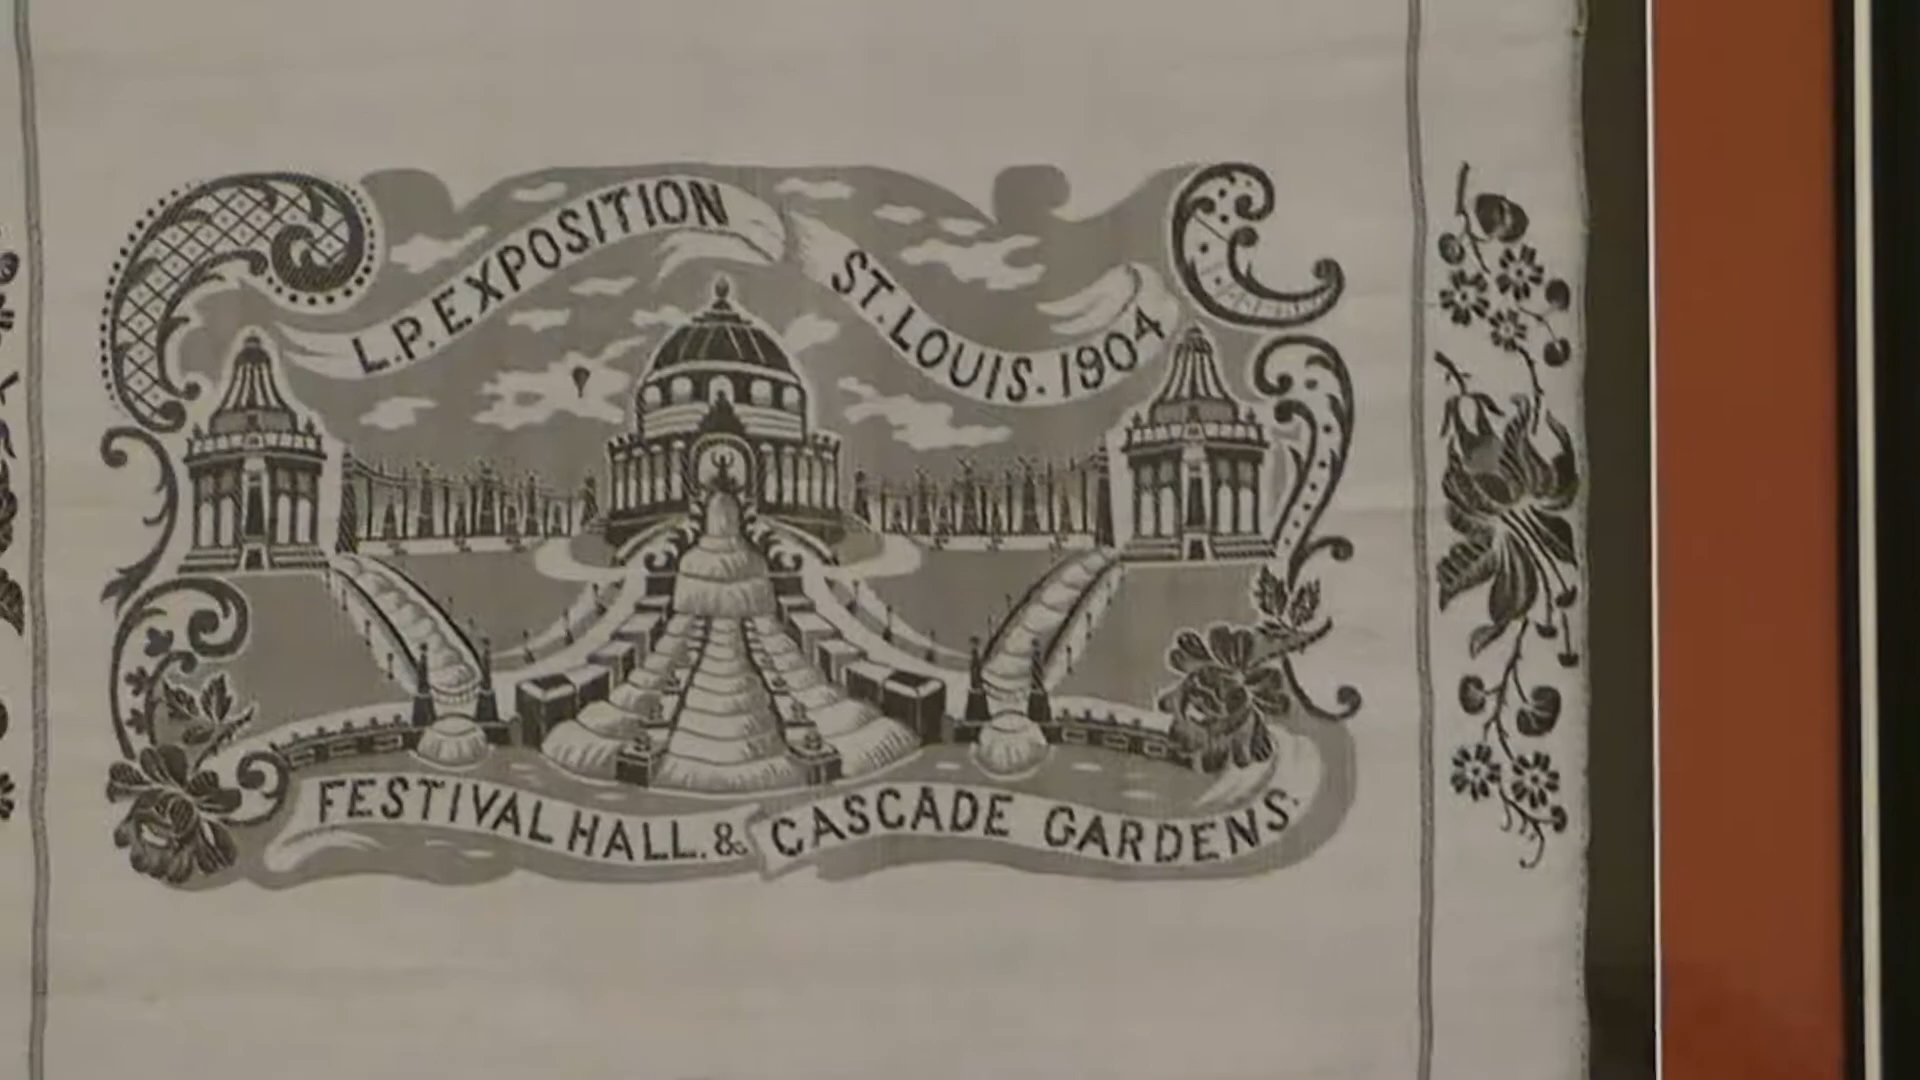 L.P. EXPOSITION
ST. LOUIS. 1904
FESTIVAL HALL. & CASCADE GARDENS.